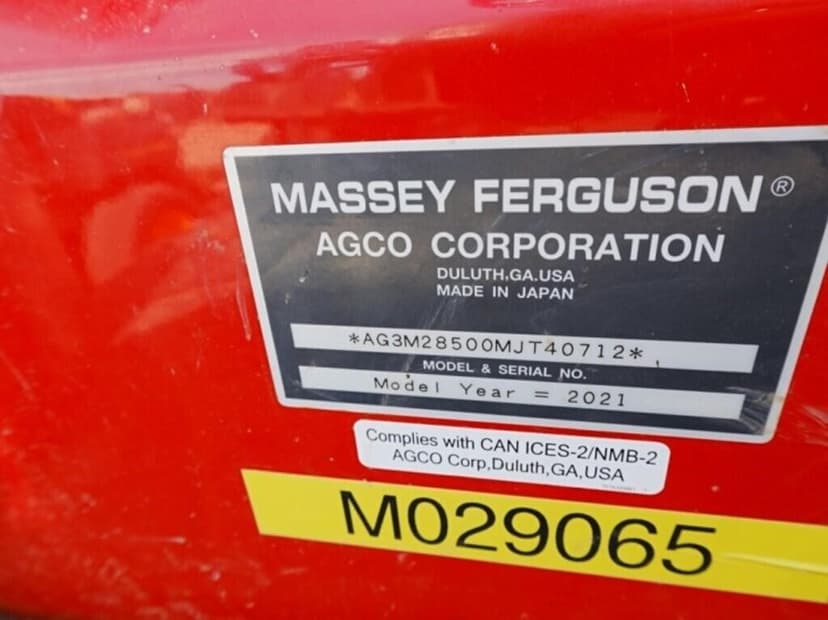 MASSEY FERGUSON®
AGCO CORPORATION
DULUTH,GA.USA
MADE IN JAPAN
*AG3M28500MJT40712*
MODEL & SERIAL NO.
Model Year = 2021
Complies with CAN ICES-2/NMB-2
AGCO Corp,Duluth,GA,USA
M029065